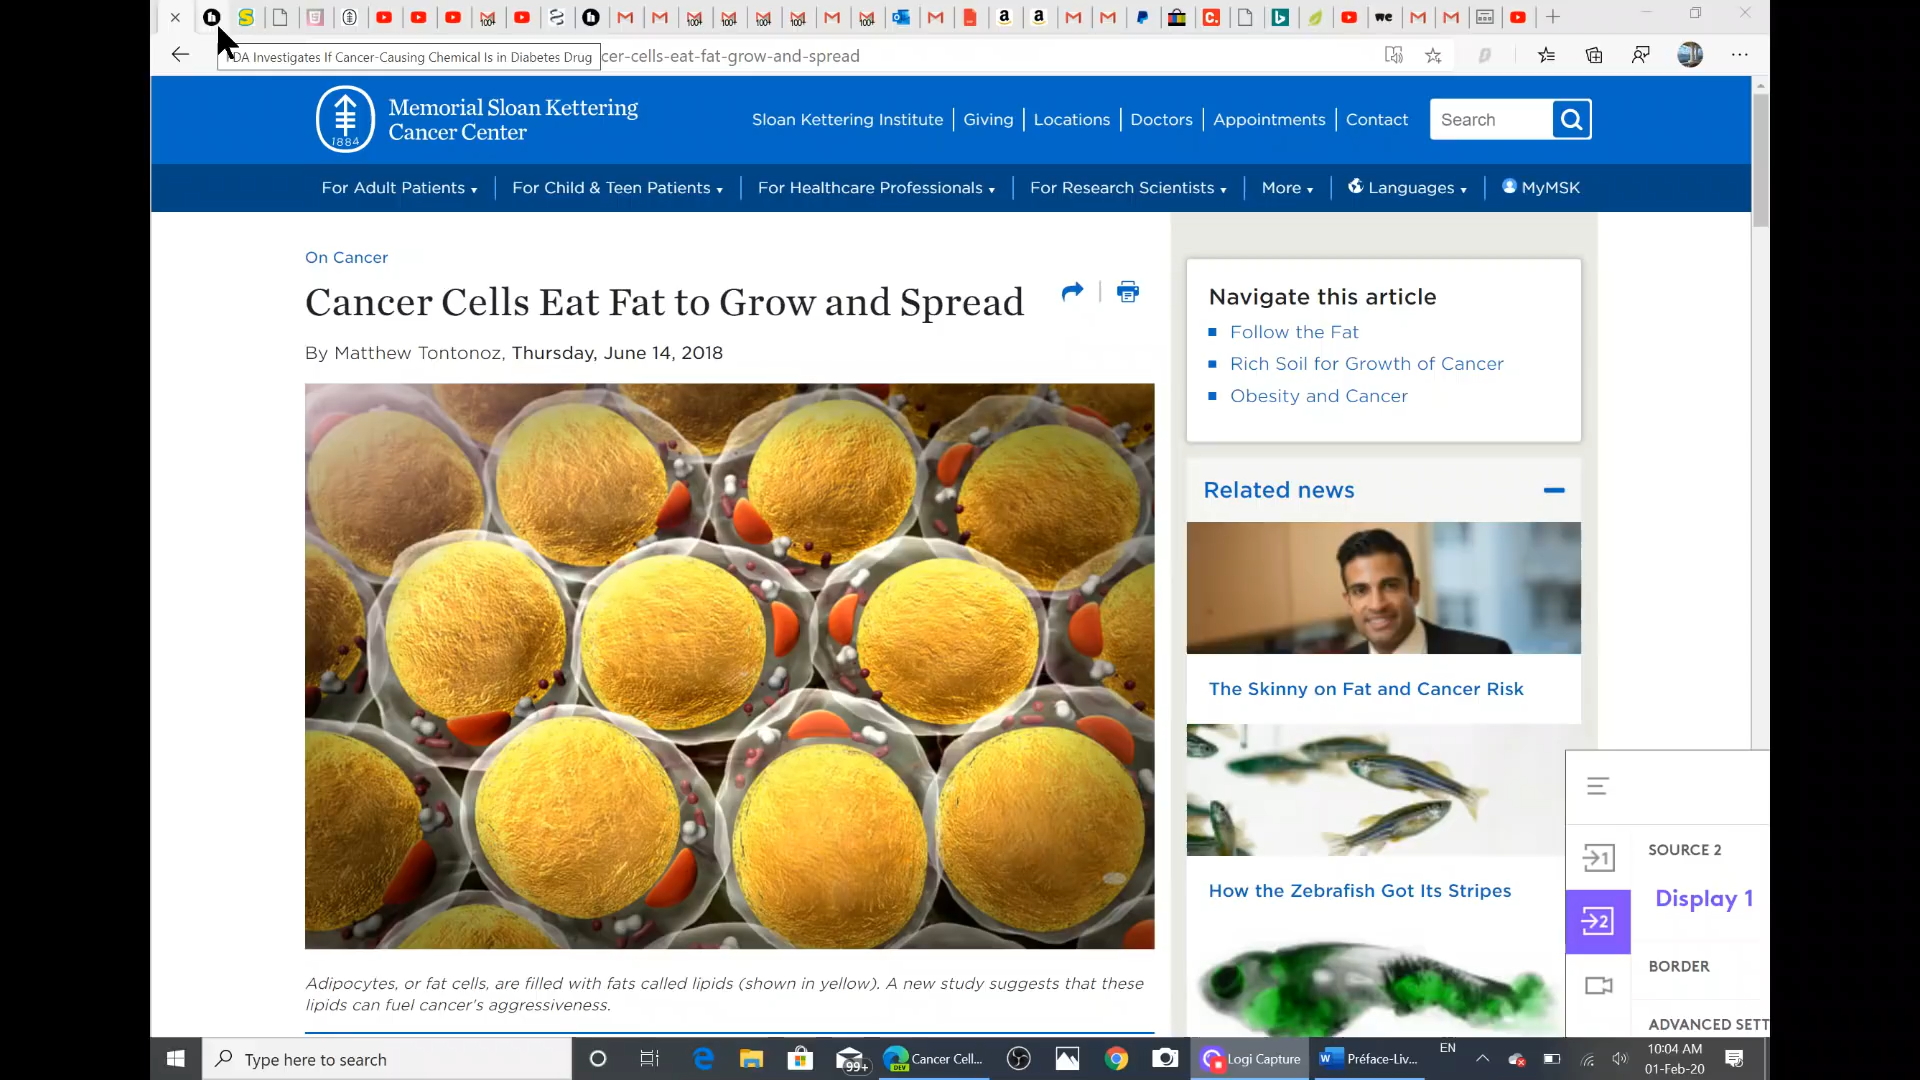 DA Investigates If Cancer-Causing Chemical Is in Diabetes Drug
cer-cells-eat-fat-grow-and-spread
Memorial Sloan Kettering
Cancer Center
1884
Sloan Kettering Institute
Giving
Locations
Doctors
Appointments
Contact
Search
For Adult Patients
For Child & Teen Patients
For Healthcare Professionals
For Research Scientists
More
Languages
MyMSK
On Cancer
Cancer Cells Eat Fat to Grow and Spread
By Matthew Tontonoz, Thursday, June 14, 2018
Adipocytes, or fat cells, are filled with fats called lipids (shown in yellow). A new study suggests that these
lipids can fuel cancer's aggressiveness.
Navigate this article
Follow the Fat
Rich Soil for Growth of Cancer
Obesity and Cancer
Related news
The Skinny on Fat and Cancer Risk
How the Zebrafish Got Its Stripes
SOURCE 2
Display 1
BORDER
ADVANCED SETT
Type here to search
99+
DEV
Cancer Cell...
Logi Capture
Préface-Liv...
EN
10:04 AM
01-Feb-20